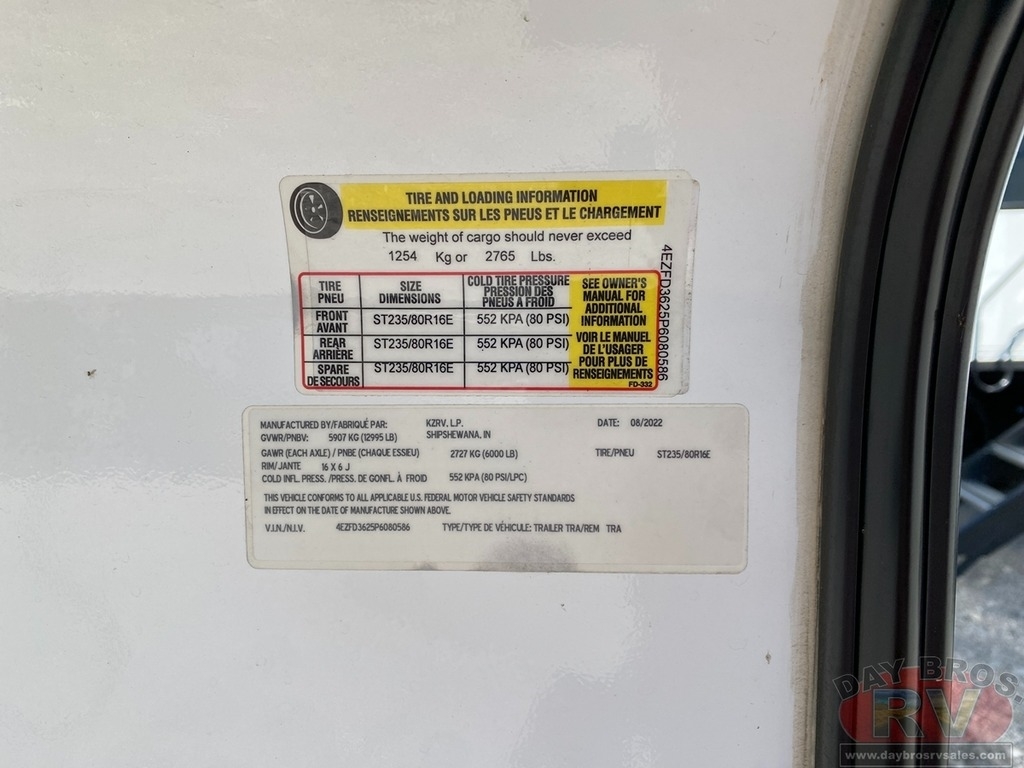 TIRE AND LOADING INFORMATION
RENSEIGNEMENTS SUR LES PNEUS ET LE CHARGEMENT
The weight of cargo should never exceed
1254 Kg or 2765 Lbs.
TIRE PNEU
SIZE DIMENSIONS
COLD TIRE PRESSURE PRESSION DES PNEUS A FROID
FRONT AVANT
ST235/80R16E
552 KPA (80 PSI)
REAR ARRIÈRE
ST235/80R16E
552 KPA (80 PSI)
SPARE DE SECOURS
ST235/80R16E
552 KPA (80 PSI)
SEE OWNER'S
MANUAL FOR
ADDITIONAL
INFORMATION
VOIR LE MANUEL
DE L'USAGER
POUR PLUS DE
RENSEIGNEMENTS
FD-332
4EZFD3625P6080586
MANUFACTURED BY/FABRIQUÉ PAR: KZRV. L.P. DATE: 08/2022
GVWR/PNBV: 5907 KG (12995 LB) SHIPSHEWANA, IN
GAWR (EACH AXLE) / PNBE (CHAQUE ESSIEU) 2727 KG (6000 LB) TIRE/PNEU ST235/80R16E
RIM/JANTE 16 X 6 J
COLD INFL. PRESS. /PRESS. DE GONFL. À FROID 552 KPA (80 PSI/LPC)
THIS VEHICLE CONFORMS TO ALL APPLICABLE U.S. FEDERAL MOTOR VEHICLE SAFETY STANDARDS
IN EFFECT ON THE DATE OF MANUFACTURE SHOWN ABOVE.
V.I.N./N.I.V. 4EZFD3625P6080586 TYPE/TYPE DE VÉHICULE: TRAILER TRA/REM TRA
DAY BROS.
RV
www.daybrosrvsales.com